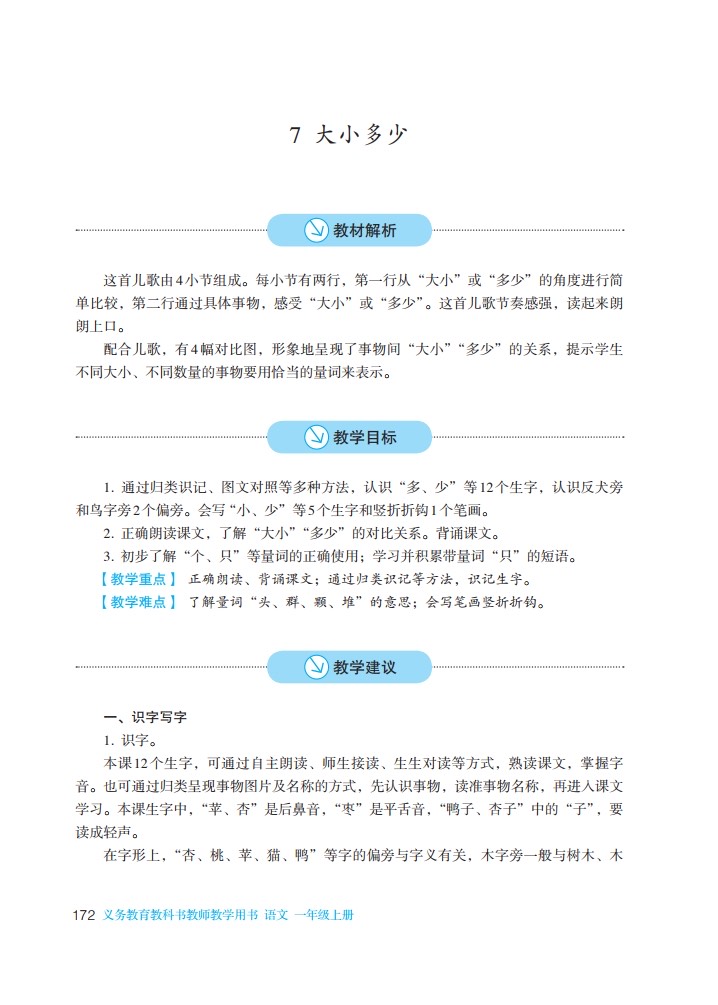 7 大小多少
教材解析
这首儿歌由4小节组成。每小节有两行，第一行从“大小”或“多少”的角度进行简
单比较，第二行通过具体事物，感受“大小”或“多少”。这首儿歌节奏感强，读起来朗
朗上口。
配合儿歌，有4幅对比图，形象地呈现了事物间“大小”“多少”的关系，提示学生
不同大小、不同数量的事物要用恰当的量词来表示。
教学目标
1. 通过归类识记、图文对照等多种方法，认识“多、少”等12个生字，认识反犬旁
和鸟字旁2个偏旁。会写“小、少”等5个生字和竖折折钩1个笔画。
2. 正确朗读课文，了解“大小”“多少”的对比关系。背诵课文。
3. 初步了解“个、只”等量词的正确使用；学习并积累带量词“只”的短语。
【教学重点】 正确朗读、背诵课文；通过归类识记等方法，识记生字。
【教学难点】 了解量词“头、群、颗、堆”的意思；会写笔画竖折折钩。
教学建议
一、识字写字
1. 识字。
本课12个生字，可通过自主朗读、师生接读、生生对读等方式，熟读课文，掌握字
音。也可通过归类呈现事物图片及名称的方式，先认识事物，读准事物名称，再进入课文
学习。本课生字中，“苹、杏”是后鼻音，“枣”是平舌音，“鸭子、杏子”中的“子”，要
读成轻声。
在字形上，“杏、桃、苹、猫、鸭”等字的偏旁与字义有关，木字旁一般与树木、木
172 义务教育教科书教师教学用书 语文 一年级上册